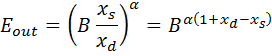 E_out = (B x_s / x_d)^α = B^α(1+x_d−x_s)